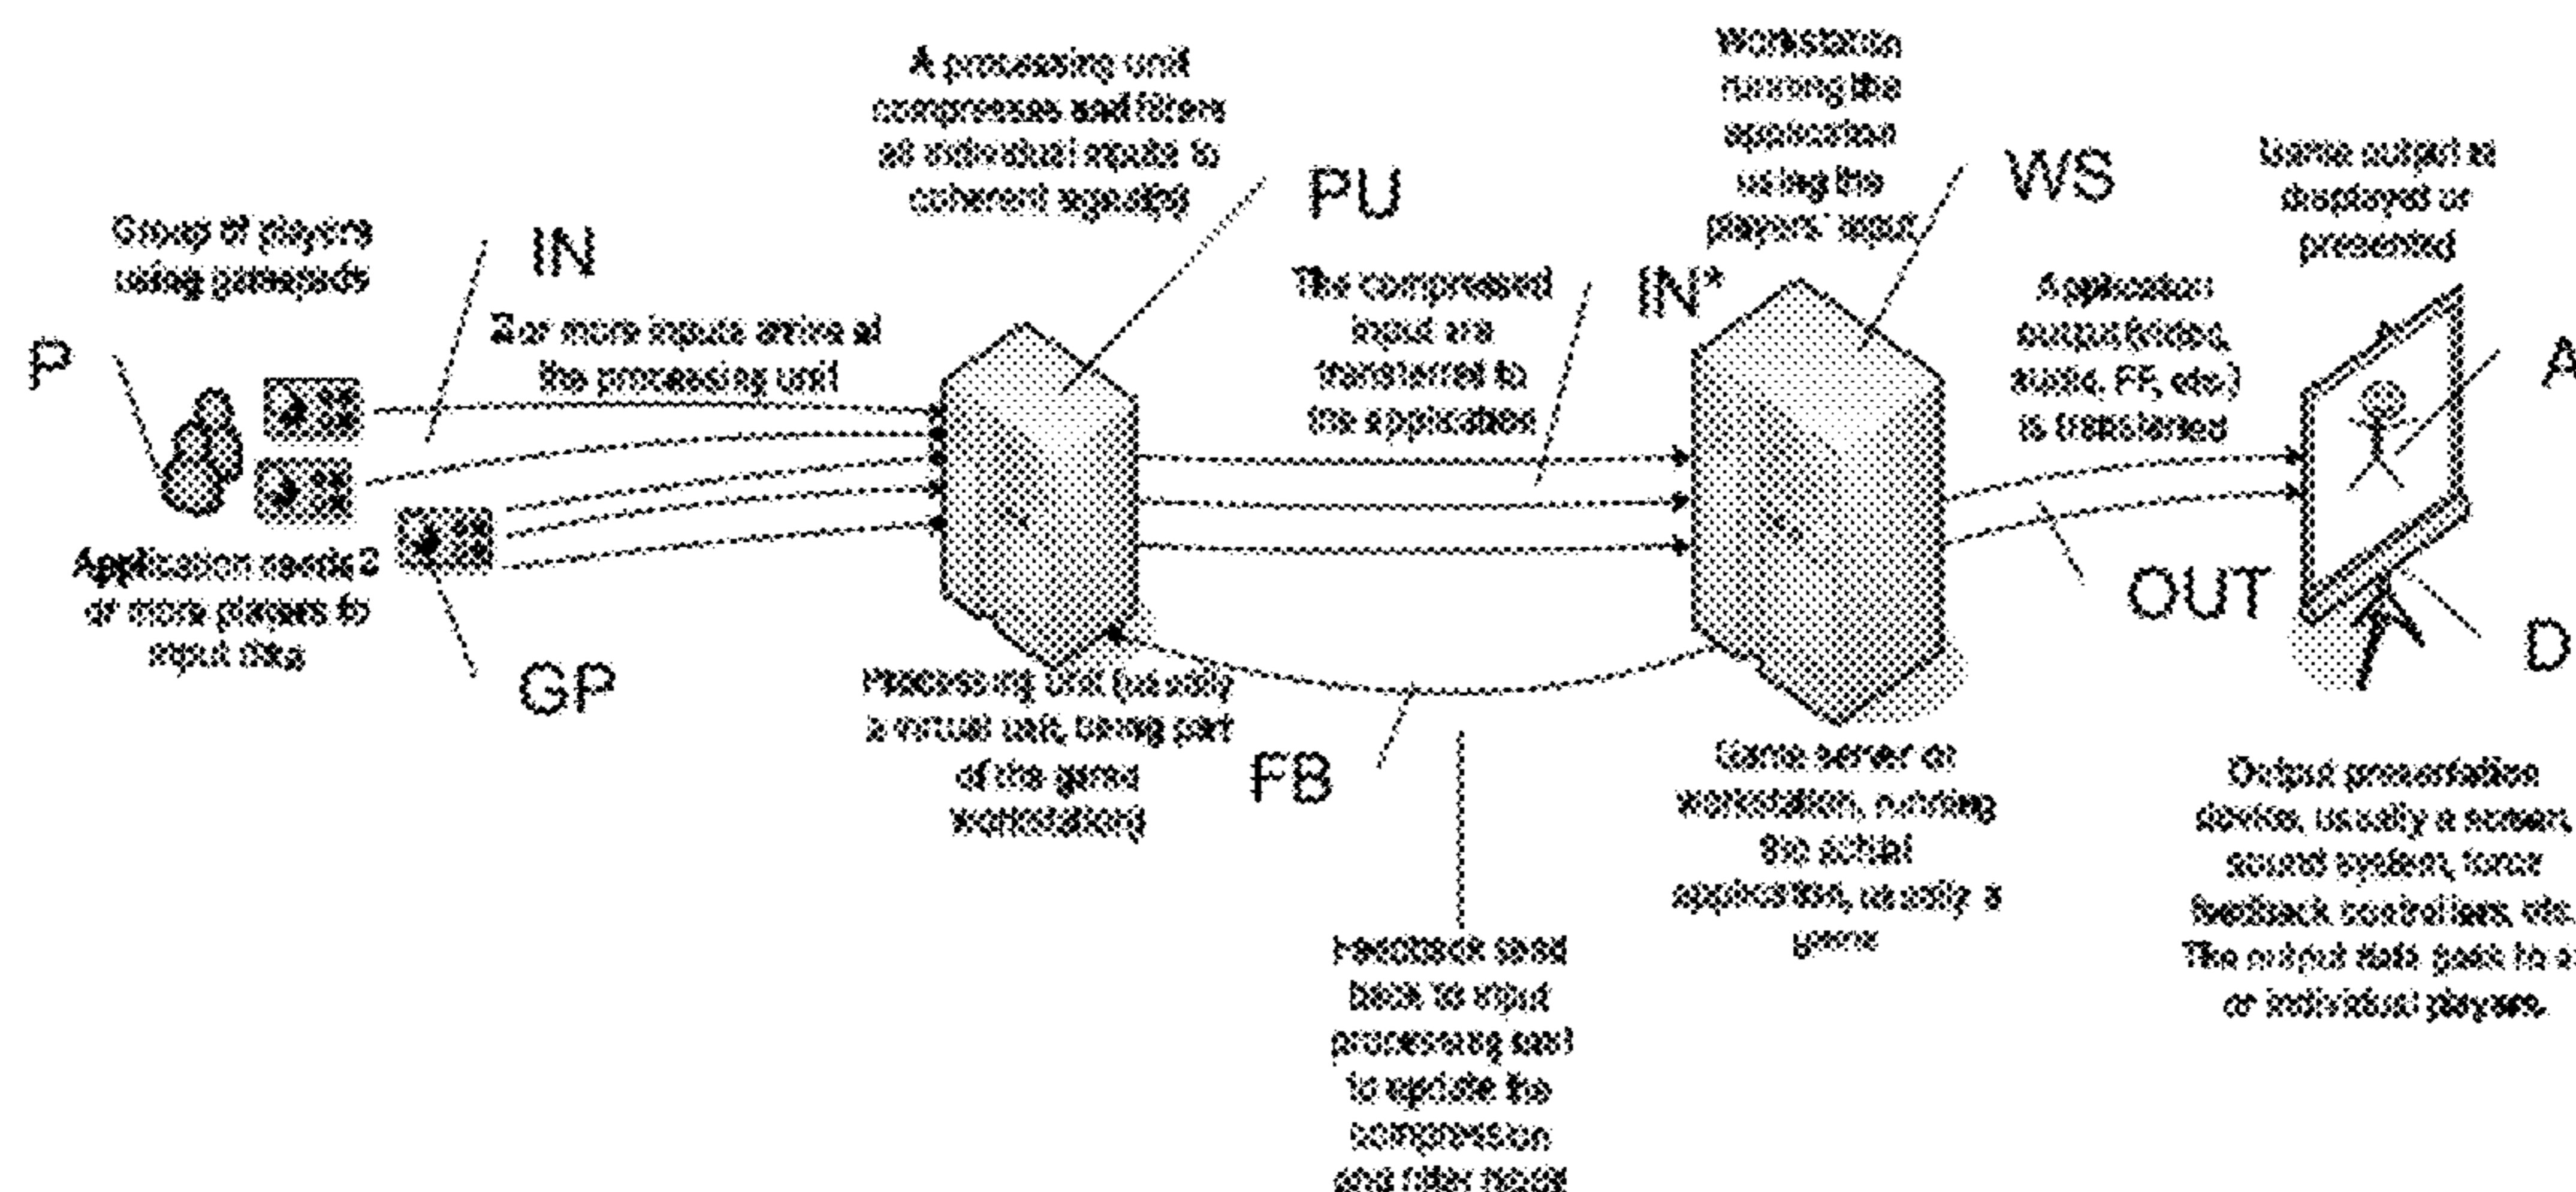 A processing unit
compresses and filters
all individual inputs to
coherent input(s)
PU
Workstation
running the
application
using the
players' input
WS
Game output is
displayed or
presented
Group of players
using gamepads
IN
P
2 or more inputs arrive at
the processing unit
The compressed
input are
transferred to
the application
IN*
Application
output (video,
audio, FF, etc.)
is transferred
A
Application needs 2
or more players to
input data
GP
Processing unit (usually
a virtual unit, being part
of the game
workstation)
FB
Game server or
workstation, running
the actual
application, usually a
game
OUT
D
Output presentation
device, usually a screen,
sound system, force
feedback controllers, etc.
The output data goes to
or individual players.
Feedback send
back to input
processing unit
to update the
compression
and filter